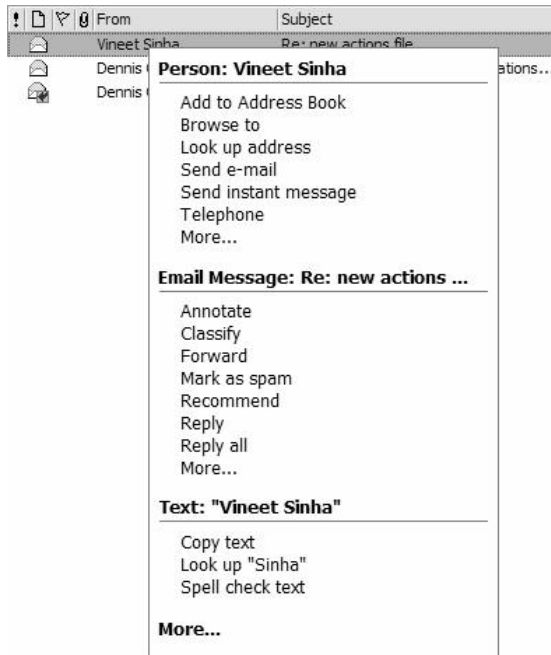 ! From Subject
Vineet Sinha Re: new actions file
Dennis ations...
Dennis
Person: Vineet Sinha
Add to Address Book
Browse to
Look up address
Send e-mail
Send instant message
Telephone
More...
Email Message: Re: new actions ...
Annotate
Classify
Forward
Mark as spam
Recommend
Reply
Reply all
More...
Text: "Vineet Sinha"
Copy text
Look up "Sinha"
Spell check text
More...